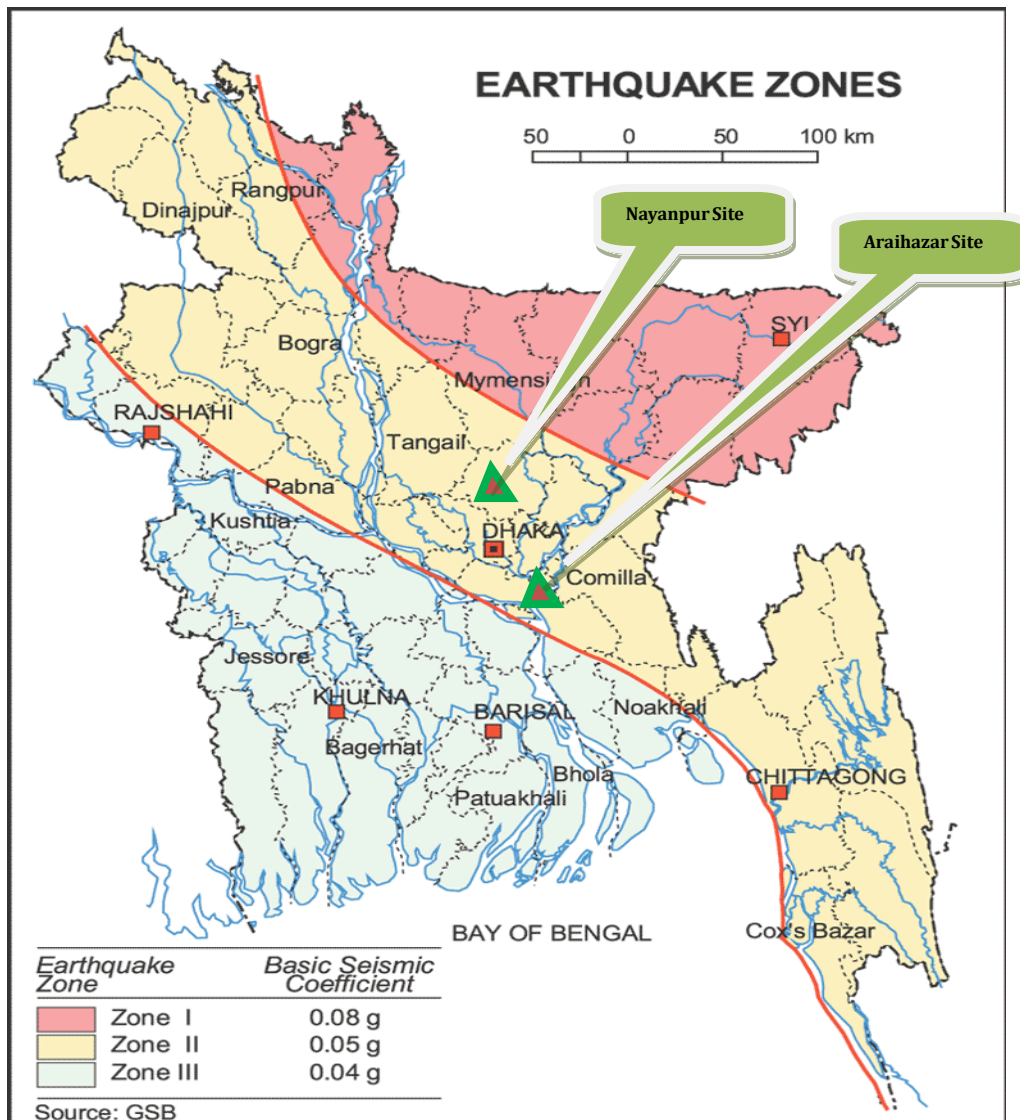 EARTHQUAKE ZONES
50 0 50 100 km
Nayanpur Site
Araihazar Site
Rangpur
Dinajpur
SYL
Bogra
RAJSHAHI
Tangail
Pabna
Kushtia
DHAKA
Comilla
Jessore
KHULNA
BARISAL
Noakhali
Bagerhat
Bhola
Patuakhali
CHITTAGONG
BAY OF BENGAL
Cox's Bazar
Earthquake Zone
Basic Seismic Coefficient
Zone I 0.08 g
Zone II 0.05 g
Zone III 0.04 g
Source: GSB